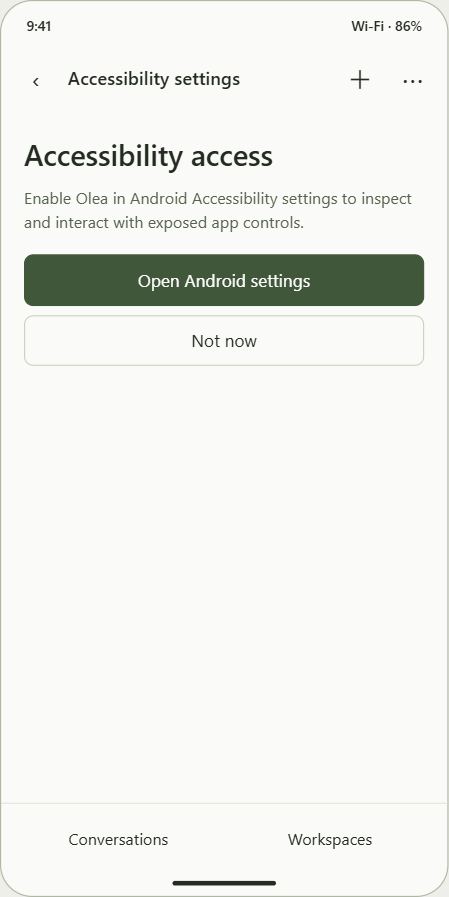 9:41
Wi-Fi · 86%
‹ Accessibility settings + ...
Accessibility access
Enable Olea in Android Accessibility settings to inspect
and interact with exposed app controls.
Open Android settings
Not now
Conversations
Workspaces